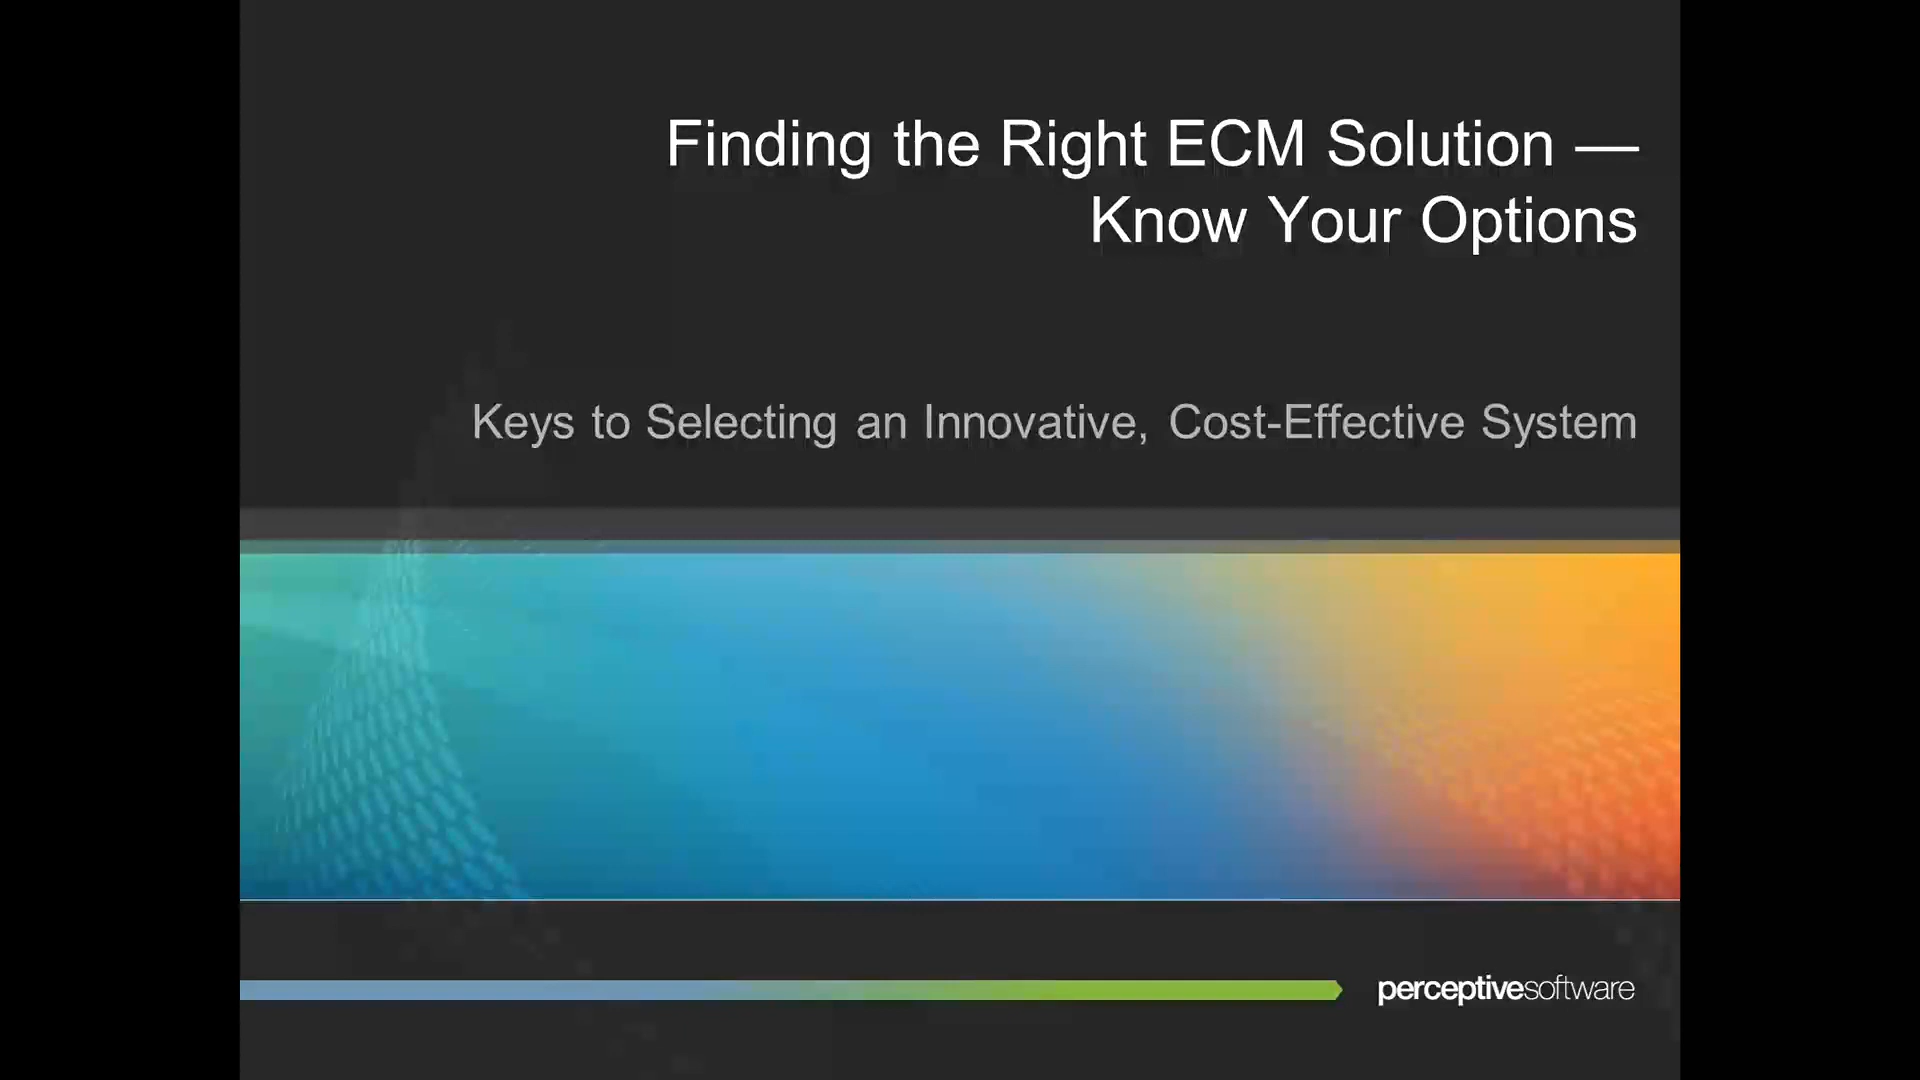 Finding the Right ECM Solution —
Know Your Options
Keys to Selecting an Innovative, Cost-Effective System
perceptivesoftware